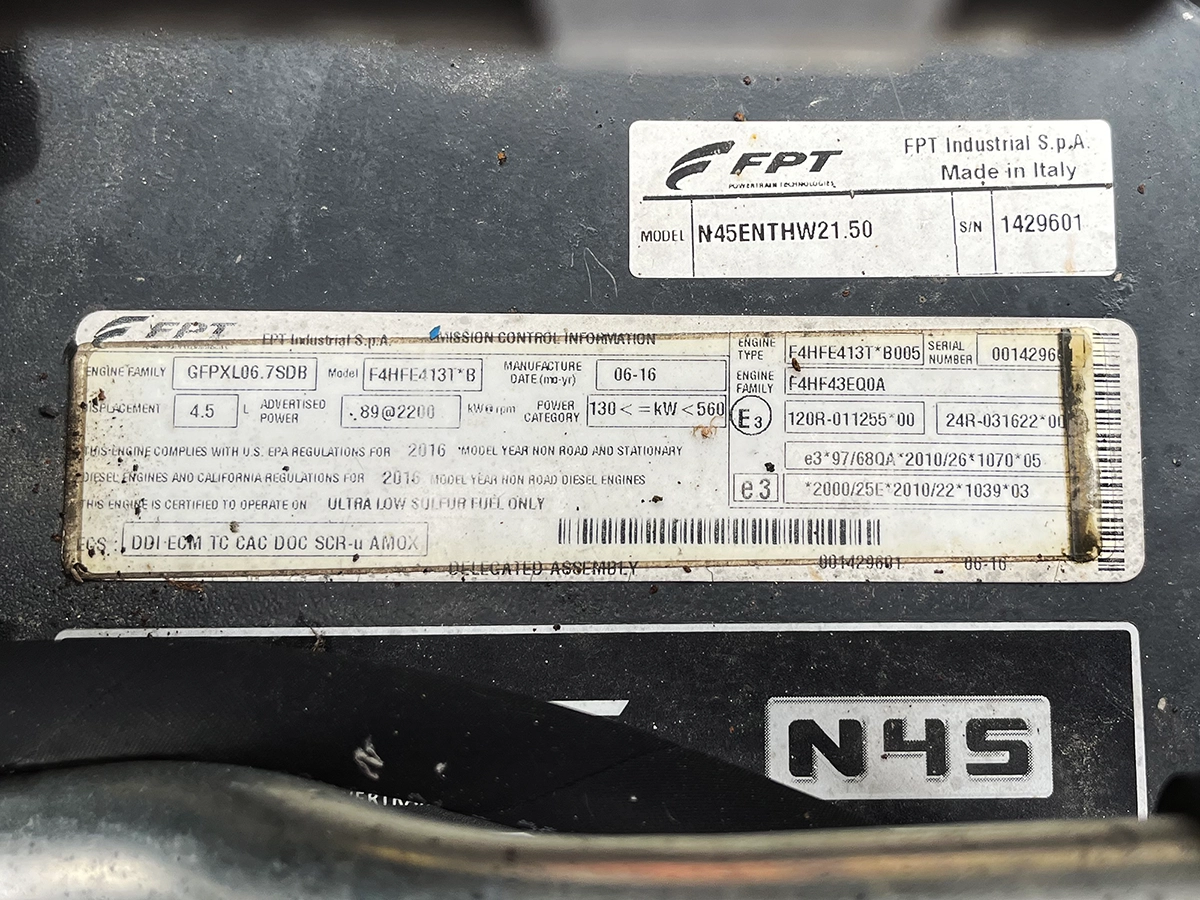 FPT
POWERTRAIN TECHNOLOGIES
FPT Industrial S.p.A.
Made in Italy
MODEL N45ENTHW21.50 S/N 1429601
FPT FPT Industrial S.p.A. MISSION CONTROL INFORMATION
ENGINE FAMILY GFPXL06.7SDB Model F4HFE413T*B MANUFACTURE DATE (mo-yr) 06-16
DISPLACEMENT 4.5 L ADVERTISED POWER 89@2200 kW@rpm POWER CATEGORY 130<=kW<560
THIS ENGINE COMPLIES WITH U.S. EPA REGULATIONS FOR 2016 MODEL YEAR NON ROAD AND STATIONARY
DIESEL ENGINES AND CALIFORNIA REGULATIONS FOR 2016 MODEL YEAR NON ROAD DIESEL ENGINES
THIS ENGINE IS CERTIFIED TO OPERATE ON ULTRA LOW SULFUR FUEL ONLY
ECS: DDI ECM TC CAC DOC SCR-u AMOX
DELEGATED ASSEMBLY
ENGINE TYPE F4HFE413T*B005 SERIAL NUMBER 00142960
ENGINE FAMILY F4HF43EQ0A
E3 120R-011255*00 24R-031622*00
e3*97/68QA*2010/26*1070*05
e3 *2000/25E*2010/22*1039*03
001429601 06-16
N45